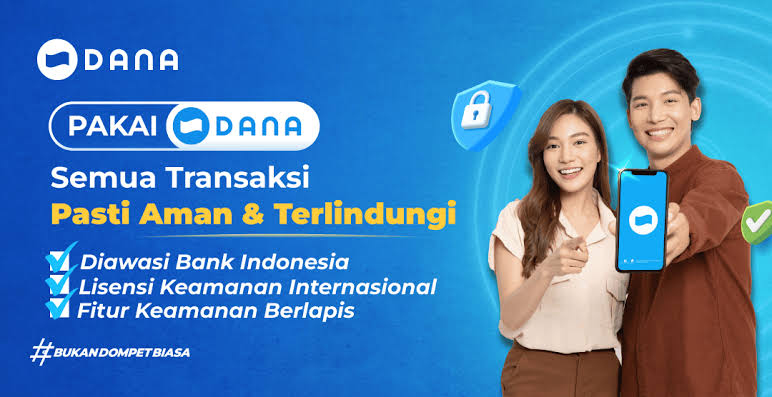 DANA
PAKAI DANA
Semua Transaksi
Pasti Aman & Terlindungi
Diawasi Bank Indonesia
Lisensi Keamanan Internasional
Fitur Keamanan Berlapis
#BUKANDOMPETBIASA